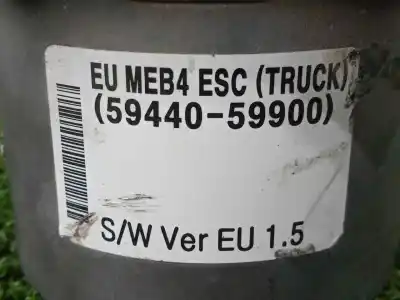 EU MEB4 ESC (TRUCK)
(59440-59900)
S/W Ver EU 1.5